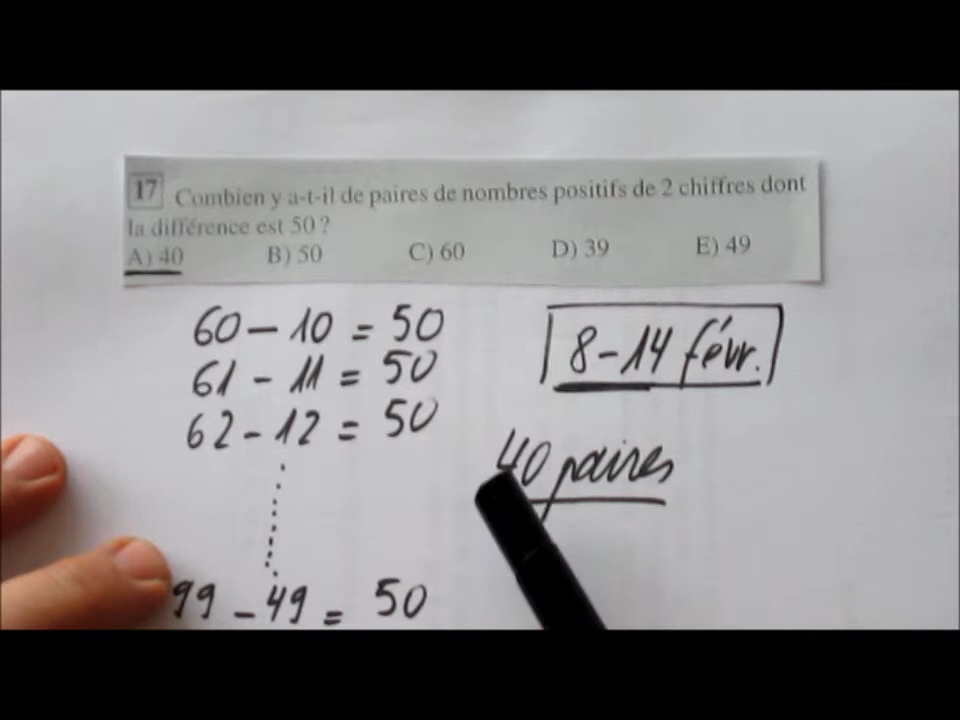 17 Combien y a-t-il de paires de nombres positifs de 2 chiffres dont
la différence est 50 ?
A) 40 B) 50 C) 60 D) 39 E) 49
60 - 10 = 50
61 - 11 = 50
62 - 12 = 50
99 - 49 = 50
8-14 févr.
40 paires